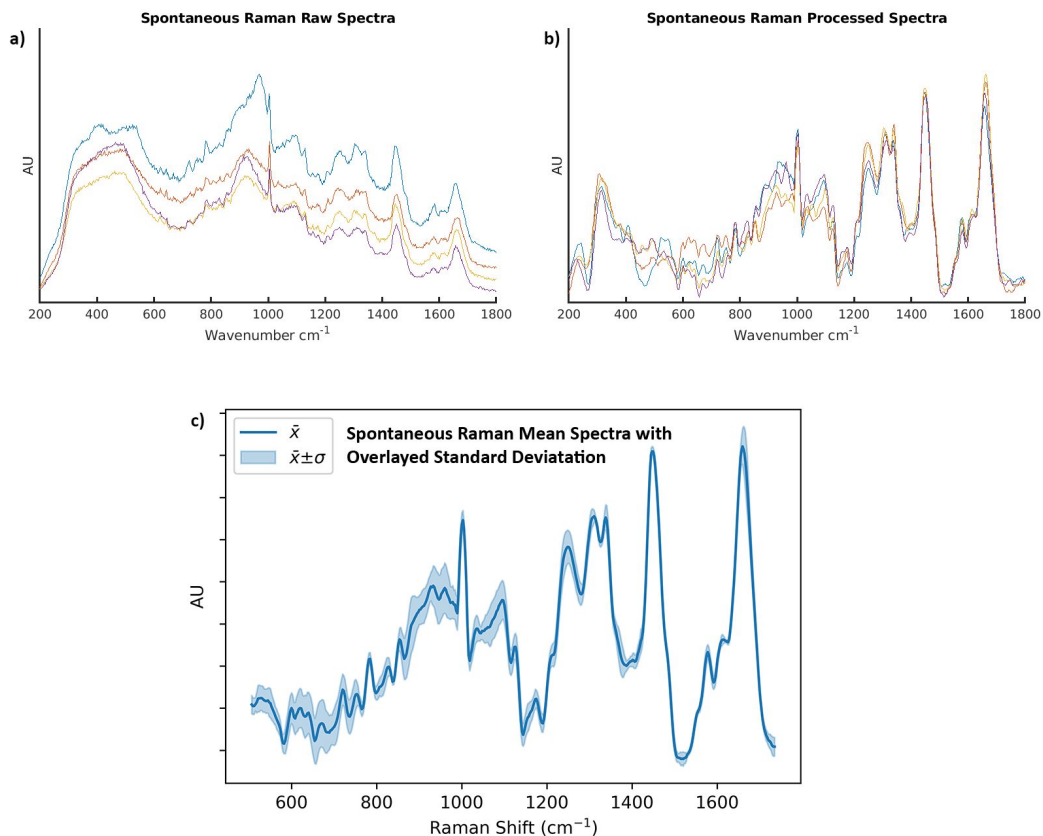 Spontaneous Raman Raw Spectra
a)
AU
200 400 600 800 1000 1200 1400 1600 1800
Wavenumber cm⁻¹
Spontaneous Raman Processed Spectra
b)
AU
200 400 600 800 1000 1200 1400 1600 1800
Wavenumber cm⁻¹
c)
x̄
x̄±σ
Spontaneous Raman Mean Spectra with
Overlayed Standard Deviatation
AU
600 800 1000 1200 1400 1600
Raman Shift (cm⁻¹)